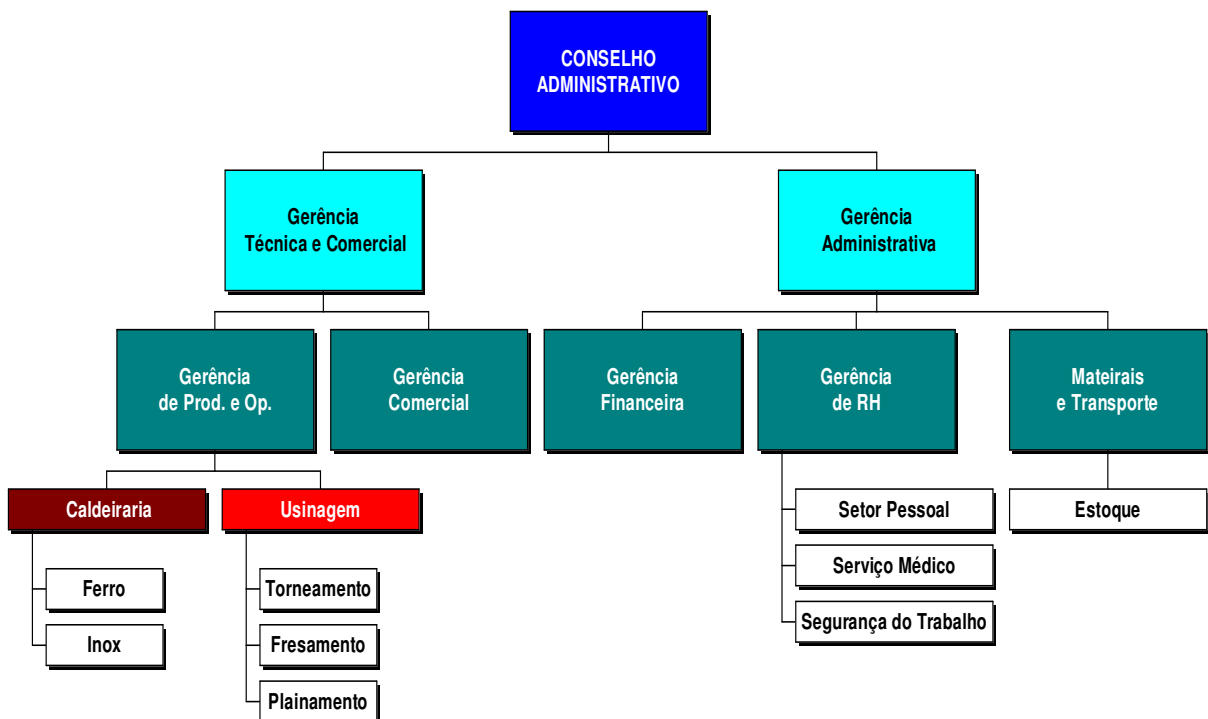 CONSELHO
ADMINISTRATIVO
Gerência
Técnica e Comercial
Gerência
Administrativa
Gerência
de Prod. e Op.
Gerência
Comercial
Gerência
Financeira
Gerência
de RH
Mateirais
e Transporte
Caldeiraria
Usinagem
Setor Pessoal
Estoque
Serviço Médico
Segurança do Trabalho
Ferro
Inox
Torneamento
Fresamento
Plainamento